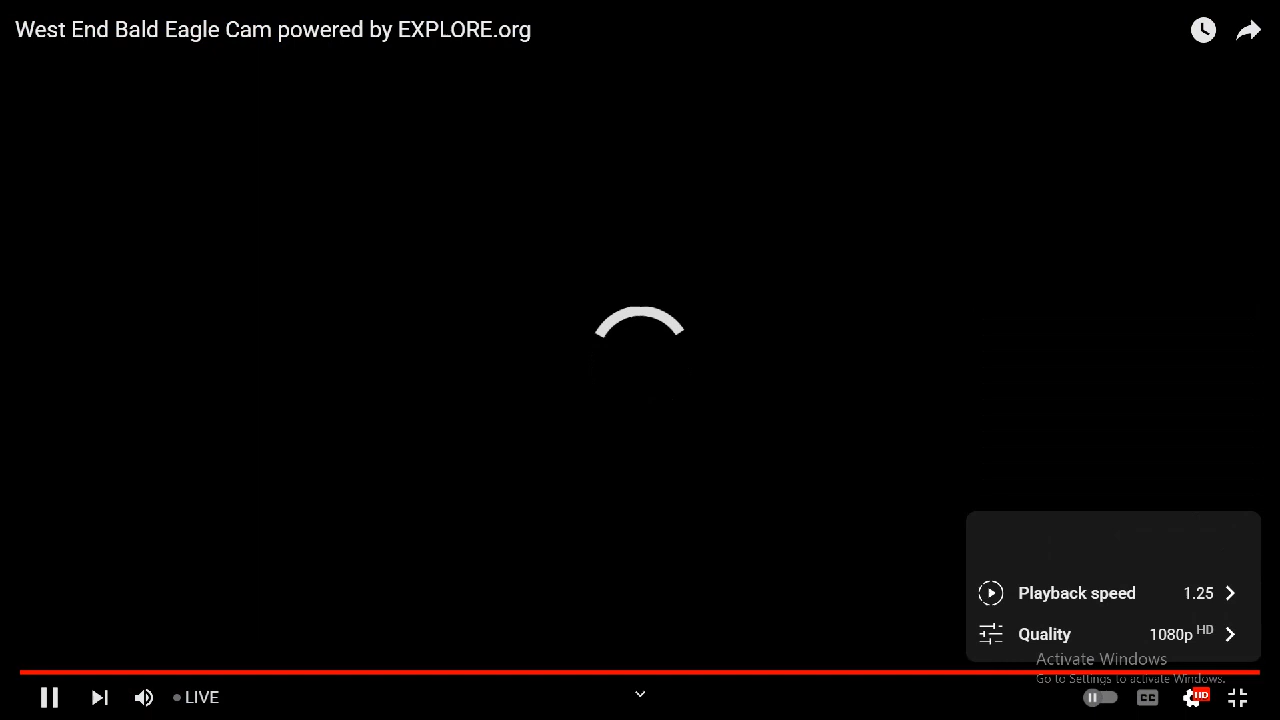 West End Bald Eagle Cam powered by EXPLORE.org
Playback speed 1.25
Quality 1080p HD
Activate Windows
Go to Settings to activate Windows.
LIVE
CC
HD